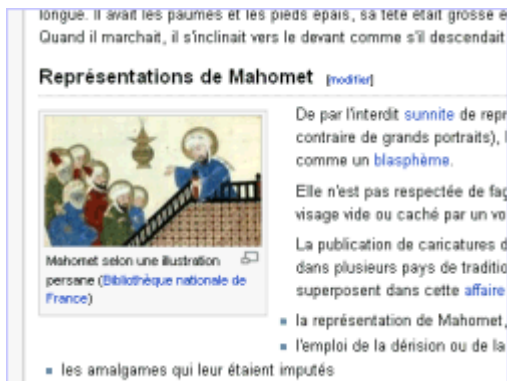 longue. Il avait les paumes et les pieds épais, sa tête était grosse e
Quand il marchait, il s'inclinait vers le devant comme s'il descendait
Représentations de Mahomet [modifier]
De par l'interdit sunnite de repr
contraire de grands portraits), l
comme un blasphème.
Elle n'est pas respectée de faç
visage vide ou caché par un vo
La publication de caricatures d
dans plusieurs pays de traditio
superposent dans cette affaire
Mahomet selon une illustration
persane (Bibliothèque nationale de
France)
la représentation de Mahomet,
l'emploi de la dérision ou de la
les amalgames qui leur étaient imputés